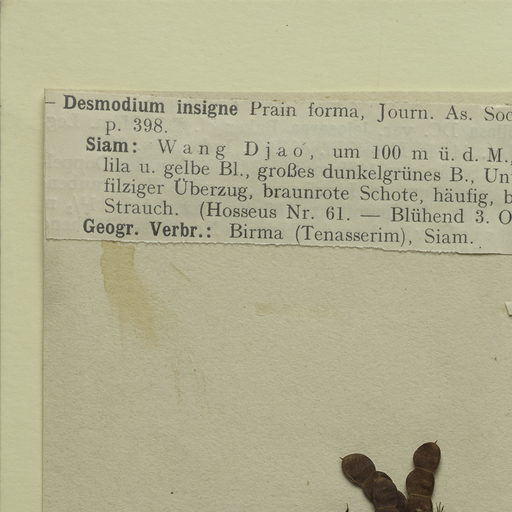 — Desmodium insigne Prain forma, Journ. As. Soc
p. 398.
Siam: Wang Djao, um 100 m ü. d. M.,
lila u. gelbe Bl., großes dunkelgrünes B., Un
filziger Überzug, braunrote Schote, häufig, b
Strauch. (Hosseus Nr. 61. — Blühend 3. O
Geogr. Verbr.: Birma (Tenasserim), Siam.